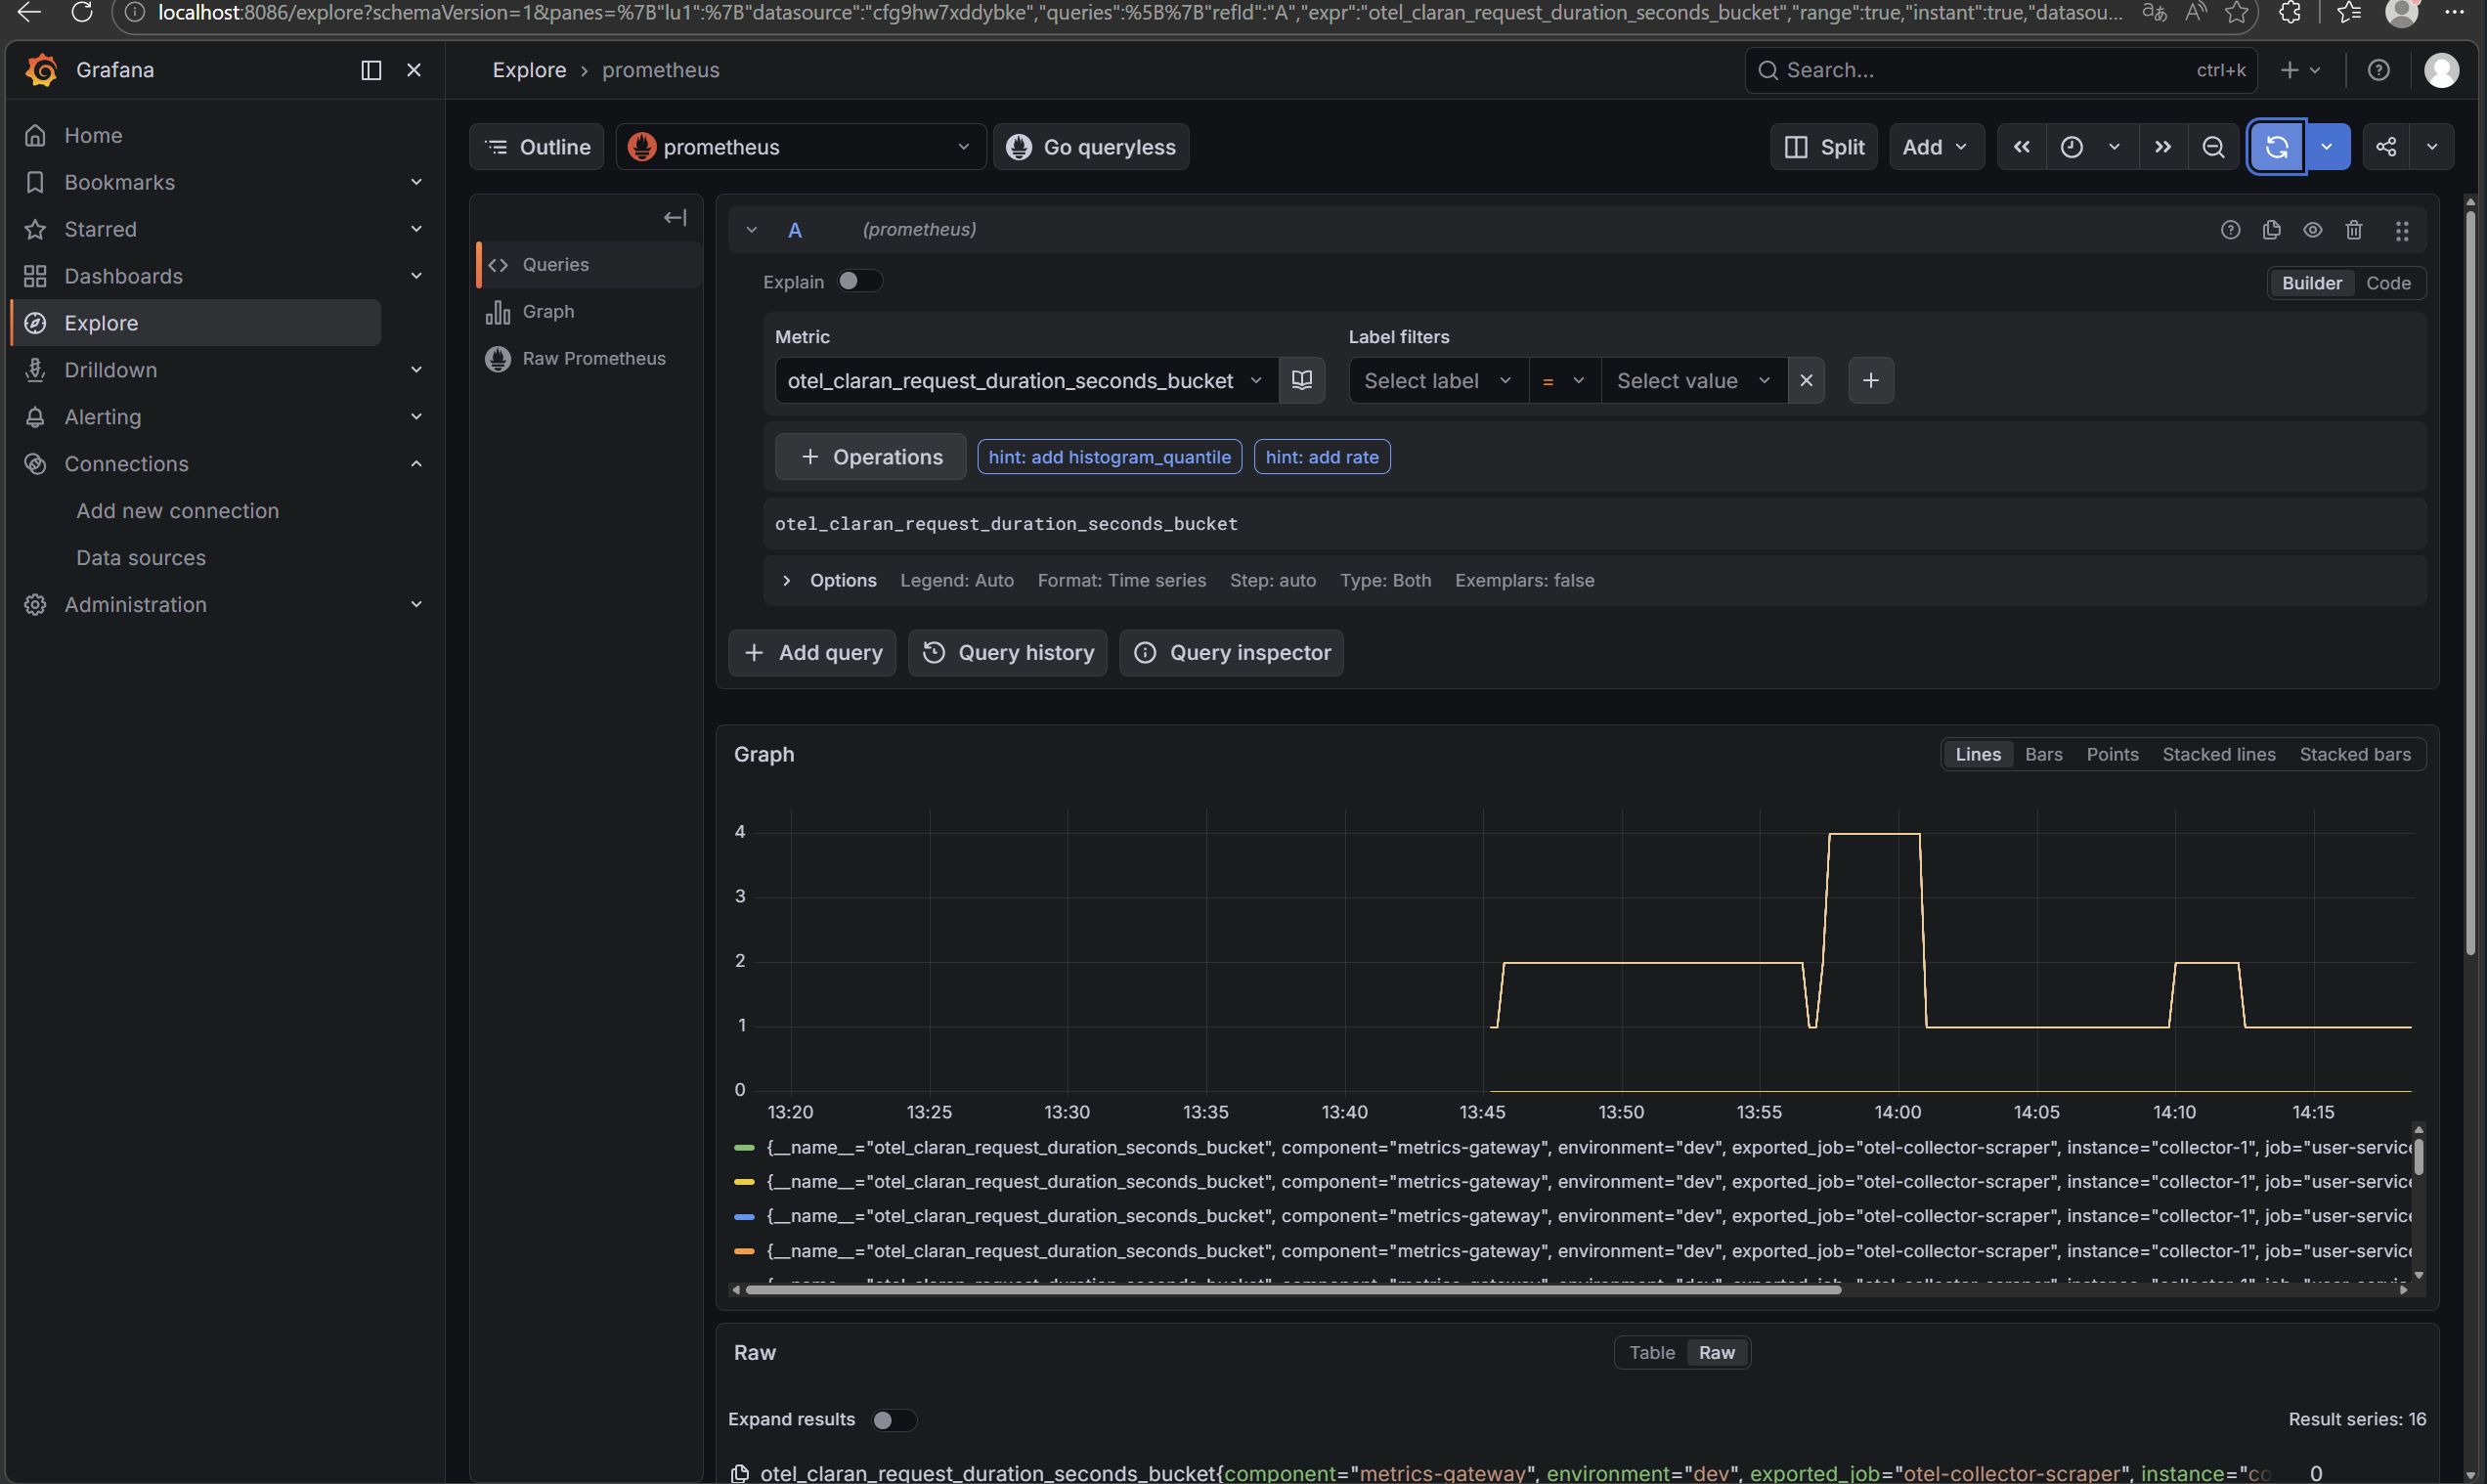 localhost:8086/explore?schemaVersion=1&panes=%7B"lu1":%7B"datasource":"cfg9hw7xddybke","queries":%5B%7B"refId":"A","expr":"otel_claran_request_duration_seconds_bucket","range":true,"instant":true,"datasou...
Grafana
Explore › prometheus
Search... ctrl+k
Home
Bookmarks
Starred
Dashboards
Explore
Drilldown
Alerting
Connections
Add new connection
Data sources
Administration
Outline prometheus Go queryless Split Add
Queries
Graph
Raw Prometheus
A (prometheus)
Explain Builder Code
Metric Label filters
otel_claran_request_duration_seconds_bucket Select label = Select value
+ Operations hint: add histogram_quantile hint: add rate
otel_claran_request_duration_seconds_bucket
Options Legend: Auto Format: Time series Step: auto Type: Both Exemplars: false
+ Add query Query history Query inspector
Graph Lines Bars Points Stacked lines Stacked bars
4
3
2
1
0
13:20 13:25 13:30 13:35 13:40 13:45 13:50 13:55 14:00 14:05 14:10 14:15
{__name__="otel_claran_request_duration_seconds_bucket", component="metrics-gateway", environment="dev", exported_job="otel-collector-scraper", instance="collector-1", job="user-service
{__name__="otel_claran_request_duration_seconds_bucket", component="metrics-gateway", environment="dev", exported_job="otel-collector-scraper", instance="collector-1", job="user-service
{__name__="otel_claran_request_duration_seconds_bucket", component="metrics-gateway", environment="dev", exported_job="otel-collector-scraper", instance="collector-1", job="user-service
{__name__="otel_claran_request_duration_seconds_bucket", component="metrics-gateway", environment="dev", exported_job="otel-collector-scraper", instance="collector-1", job="user-service
Raw Table Raw
Expand results Result series: 16
otel_claran_request_duration_seconds_bucket{component="metrics-gateway", environment="dev", exported_job="otel-collector-scraper", instance="co 0